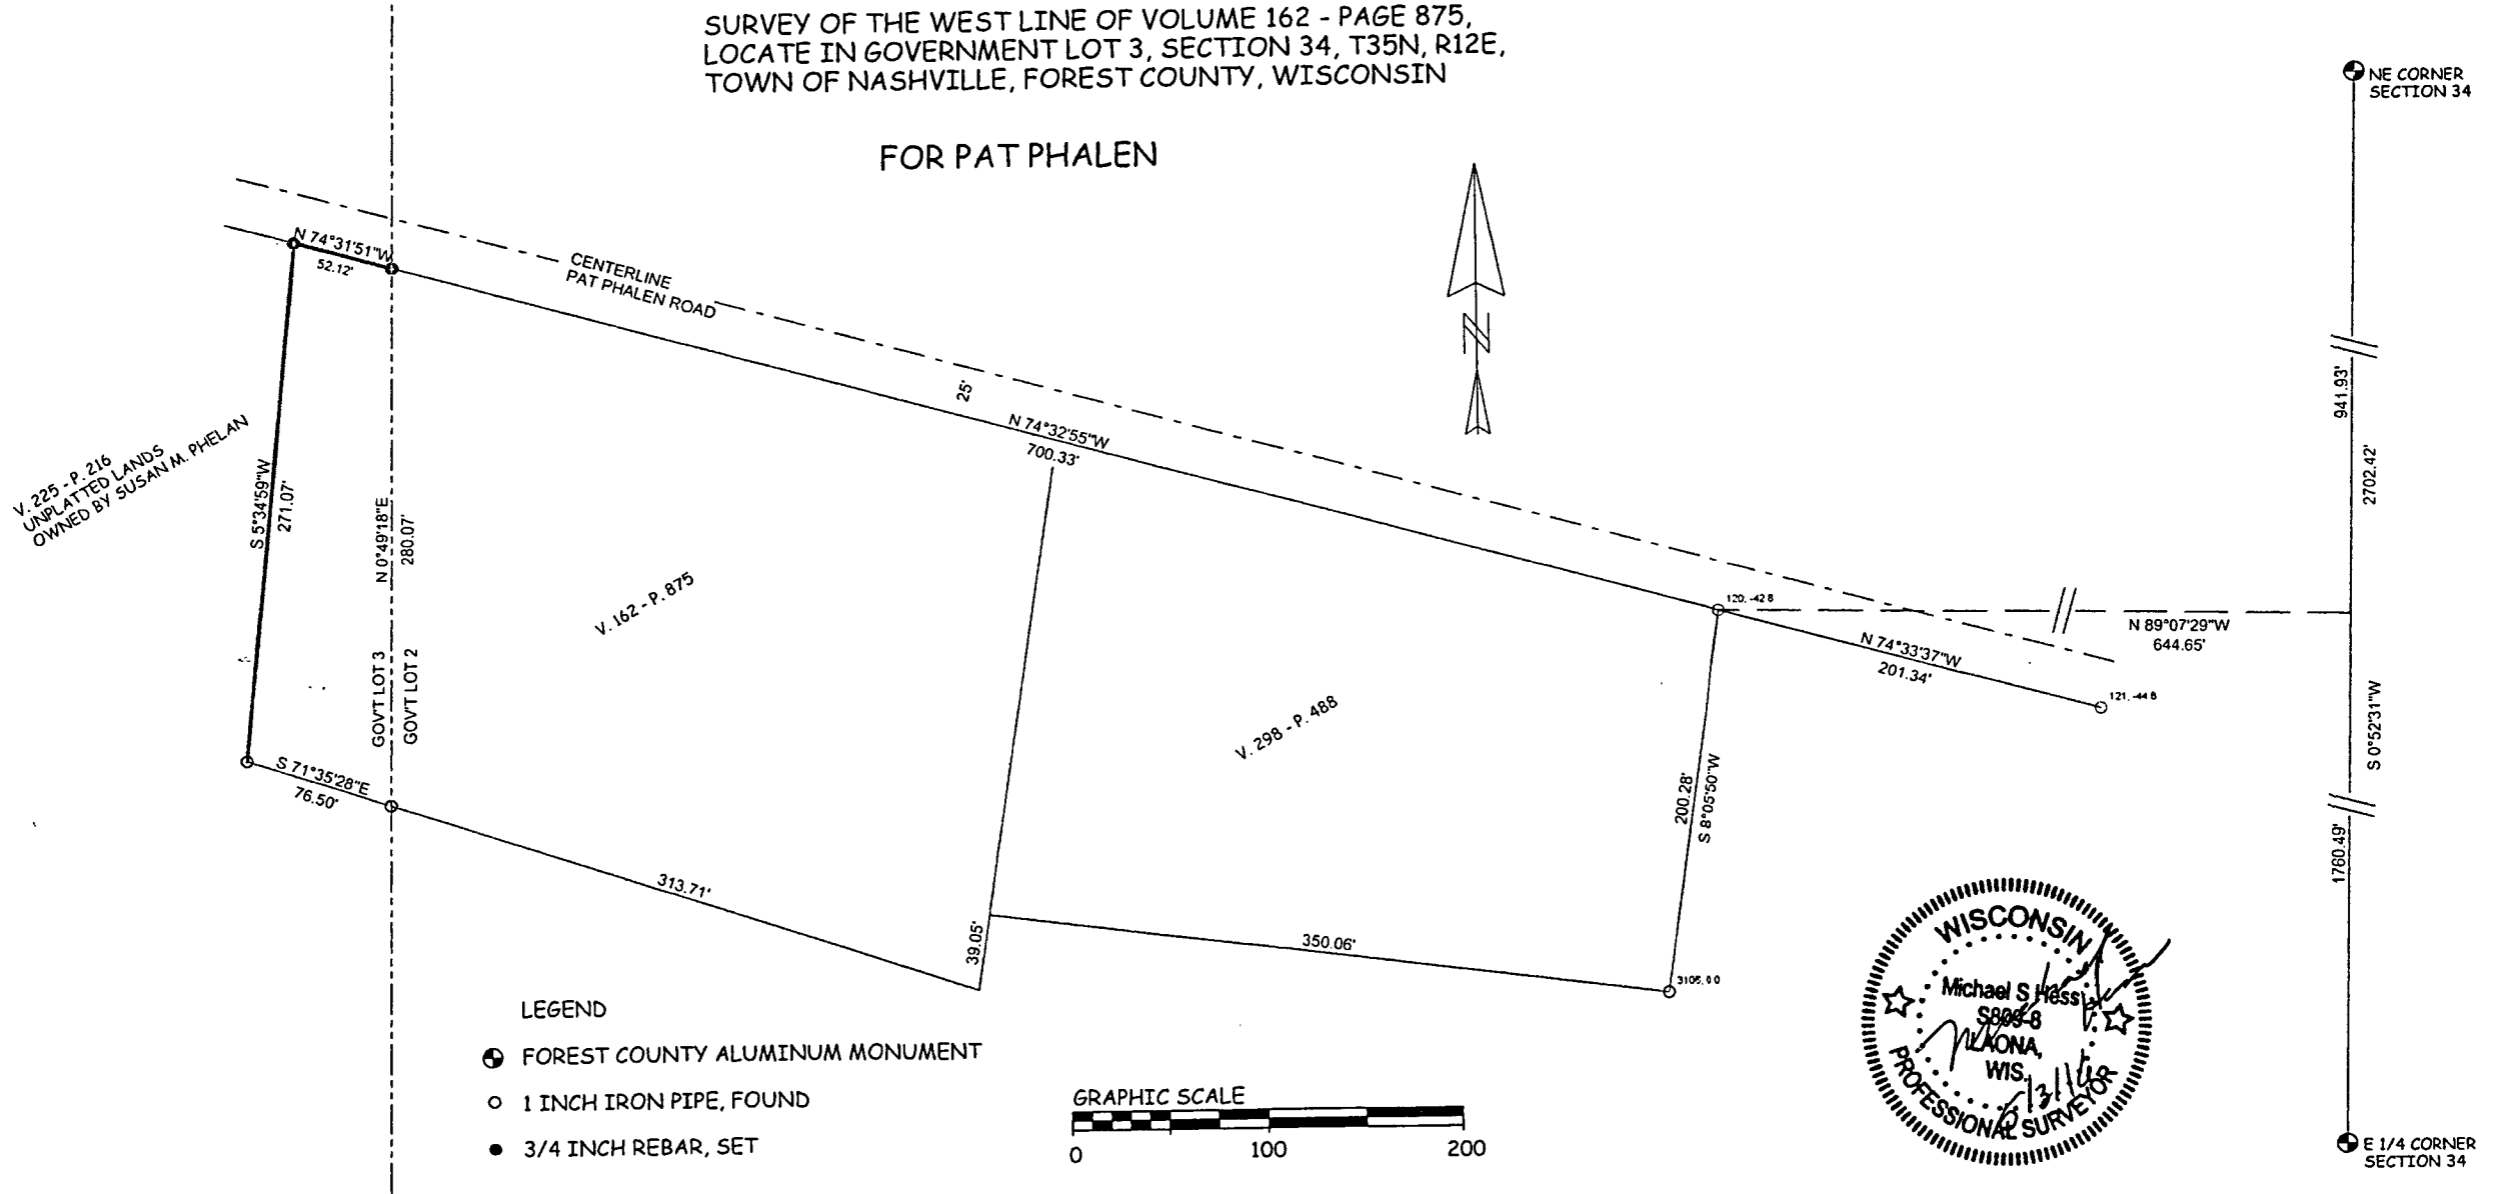 SURVEY OF THE WEST LINE OF VOLUME 162 - PAGE 875,
LOCATE IN GOVERNMENT LOT 3, SECTION 34, T35N, R12E,
TOWN OF NASHVILLE, FOREST COUNTY, WISCONSIN
FOR PAT PHALEN
NE CORNER
SECTION 34
N 74°31'51"W
52.12'
CENTERLINE
PAT PHALEN ROAD
25'
N 74°32'55"W
700.33'
N
941.93'
2702.42'
V. 225 - P. 216
UNPLATTED LANDS
OWNED BY SUSAN M. PHELAN
S 5°34'59"W
271.07'
N 0°49'18"E
280.07'
V. 162 - P. 875
GOV'T LOT 3
GOV'T LOT 2
N 89°07'29"W
644.65'
N 74°33'37"W
201.34'
S 0°52'31"W
V. 298 - P. 488
200.28'
S 8°05'50"W
S 71°35'28"E
76.50'
313.71'
39.05'
350.06'
1760.49'
LEGEND
FOREST COUNTY ALUMINUM MONUMENT
1 INCH IRON PIPE, FOUND
3/4 INCH REBAR, SET
GRAPHIC SCALE
0 100 200
WISCONSIN
Michael S Hess
LAONA,
WIS.
PROFESSIONAL SURVEYOR
E 1/4 CORNER
SECTION 34